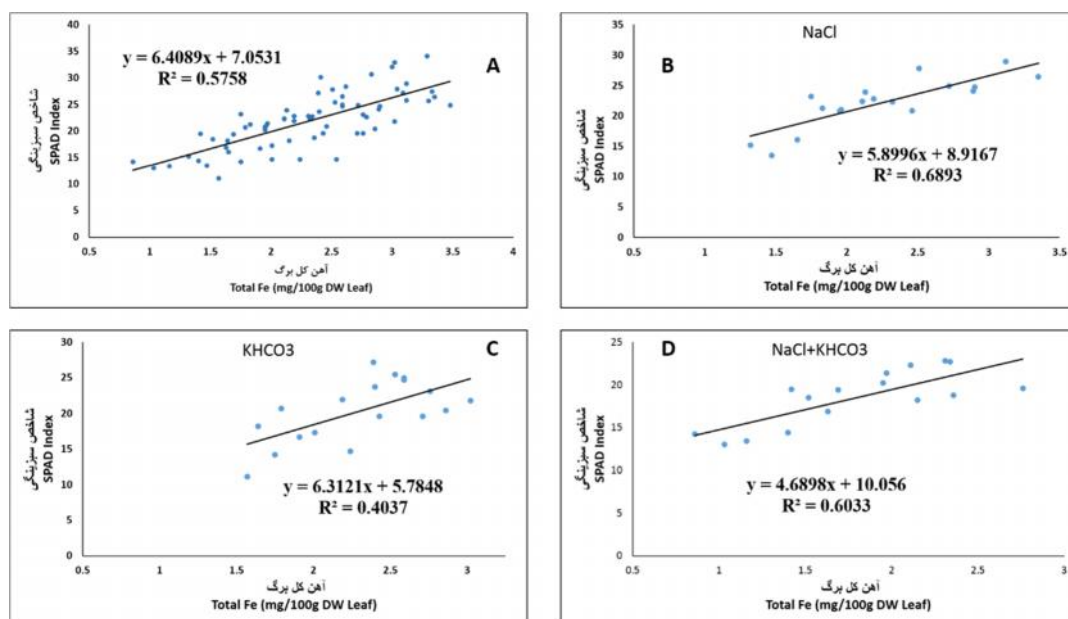 A
y = 6.4089x + 7.0531
R² = 0.5758
شاخص سبزینگی
SPAD Index
40
35
30
25
20
15
10
5
0
0.5
1
1.5
2
2.5
3
3.5
4
آهن کل برگ
Total Fe (mg/100g DW Leaf)
NaCl
B
y = 5.8996x + 8.9167
R² = 0.6893
شاخص سبزینگی
SPAD Index
35
30
25
20
15
10
5
0
0.5
1
1.5
2
2.5
3
3.5
آهن کل برگ
Total Fe (mg/100g DW Leaf)
KHCO3
C
y = 6.3121x + 5.7848
R² = 0.4037
شاخص سبزینگی
SPAD Index
30
25
20
15
10
5
0
0.5
1
1.5
2
2.5
3
آهن کل برگ
Total Fe (mg/100g DW Leaf)
D
NaCl+KHCO3
y = 4.6898x + 10.056
R² = 0.6033
شاخص سبزینگی
SPAD Index
25
20
15
10
5
0
0.5
1
1.5
2
2.5
3
آهن کل برگ
Total Fe (mg/100g DW Leaf)